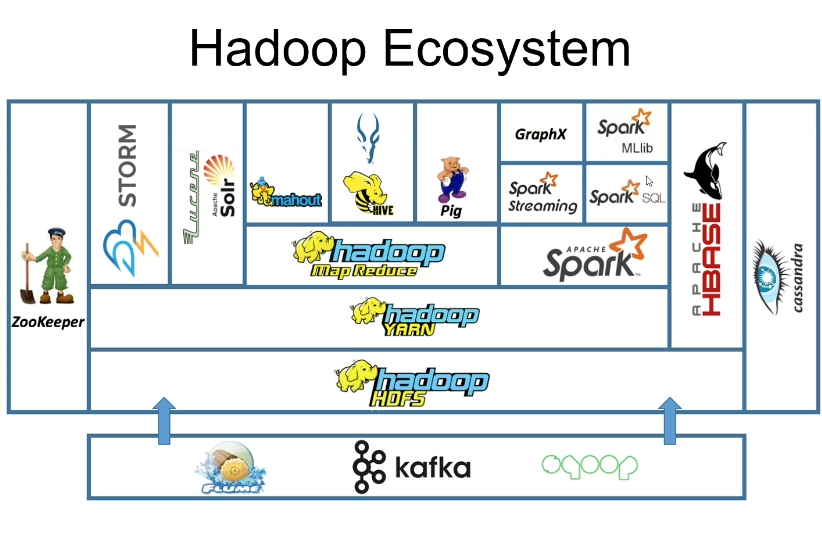 Hadoop Ecosystem
ZooKeeper
STORM
Lucene
Apache
Solr
mahout
HIVE
Pig
GraphX
Spark
MLlib
Spark
Streaming
Spark SQL
hadoop
Map Reduce
APACHE
Spark™
APACHE
HBASE
cassandra
hadoop
YARN
hadoop
HDFS
FLUME
kafka
sqoop